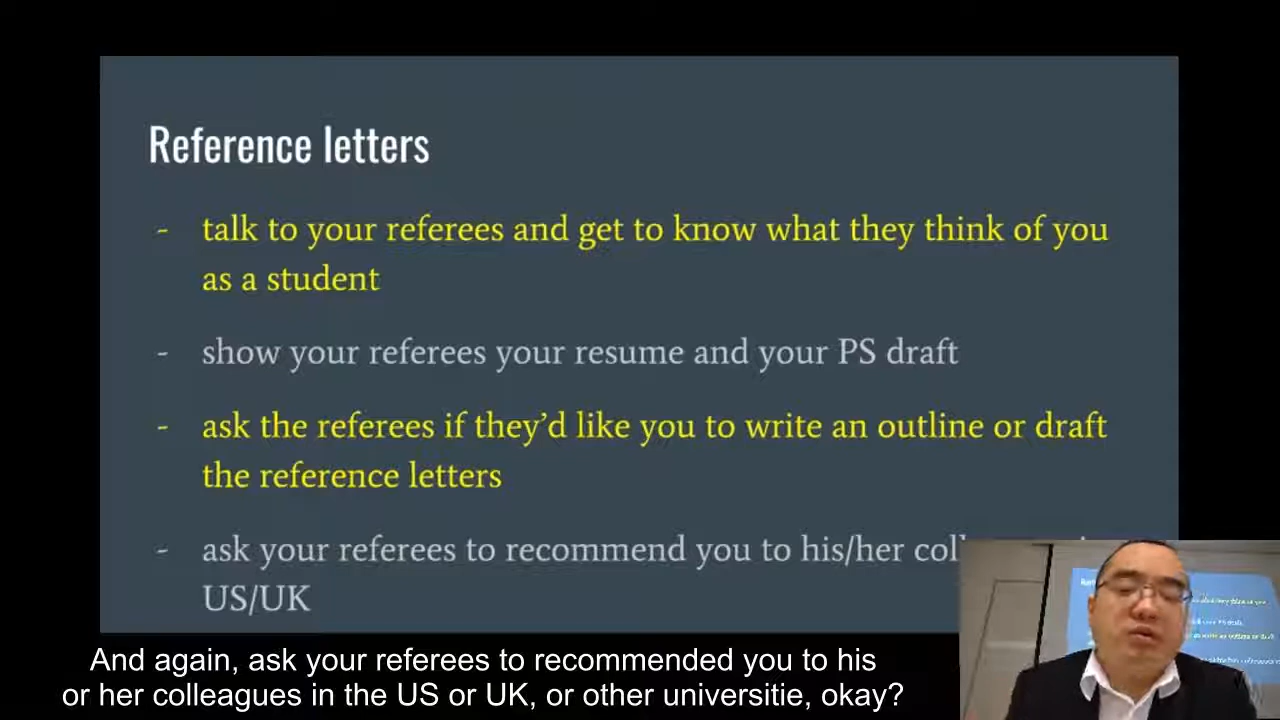 Reference letters
- talk to your referees and get to know what they think of you
as a student
- show your referees your resume and your PS draft
- ask the referees if they’d like you to write an outline or draft
the reference letters
- ask your referees to recommend you to his/her
US/UK
And again, ask your referees to recommended you to his
or her colleagues in the US or UK, or other universitie, okay?